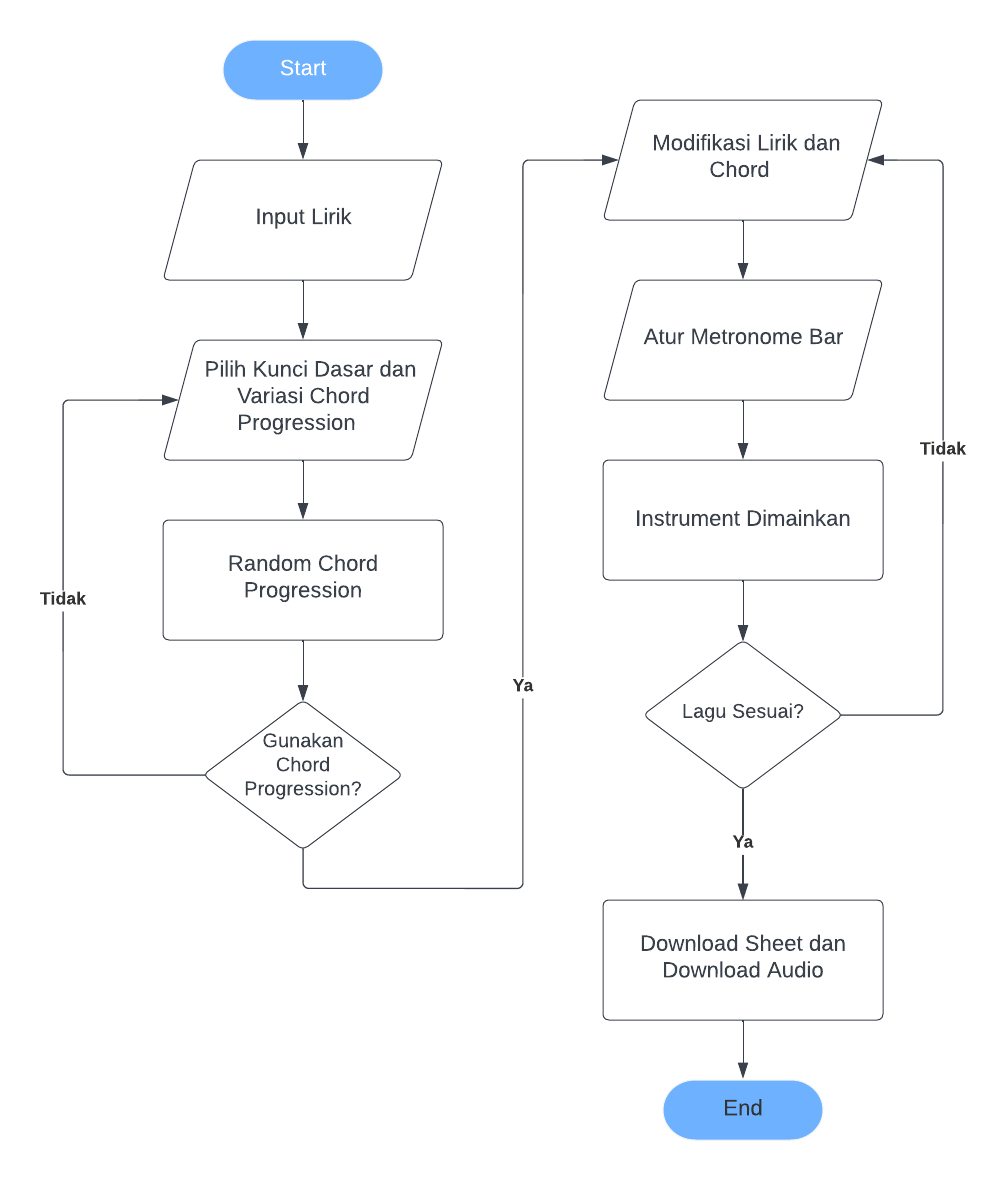 Start
Input Lirik
Pilih Kunci Dasar dan
Variasi Chord
Progression
Random Chord
Progression
Tidak
Gunakan
Chord
Progression?
Ya
Modifikasi Lirik dan
Chord
Atur Metronome Bar
Tidak
Instrument Dimainkan
Lagu Sesuai?
Ya
Download Sheet dan
Download Audio
End